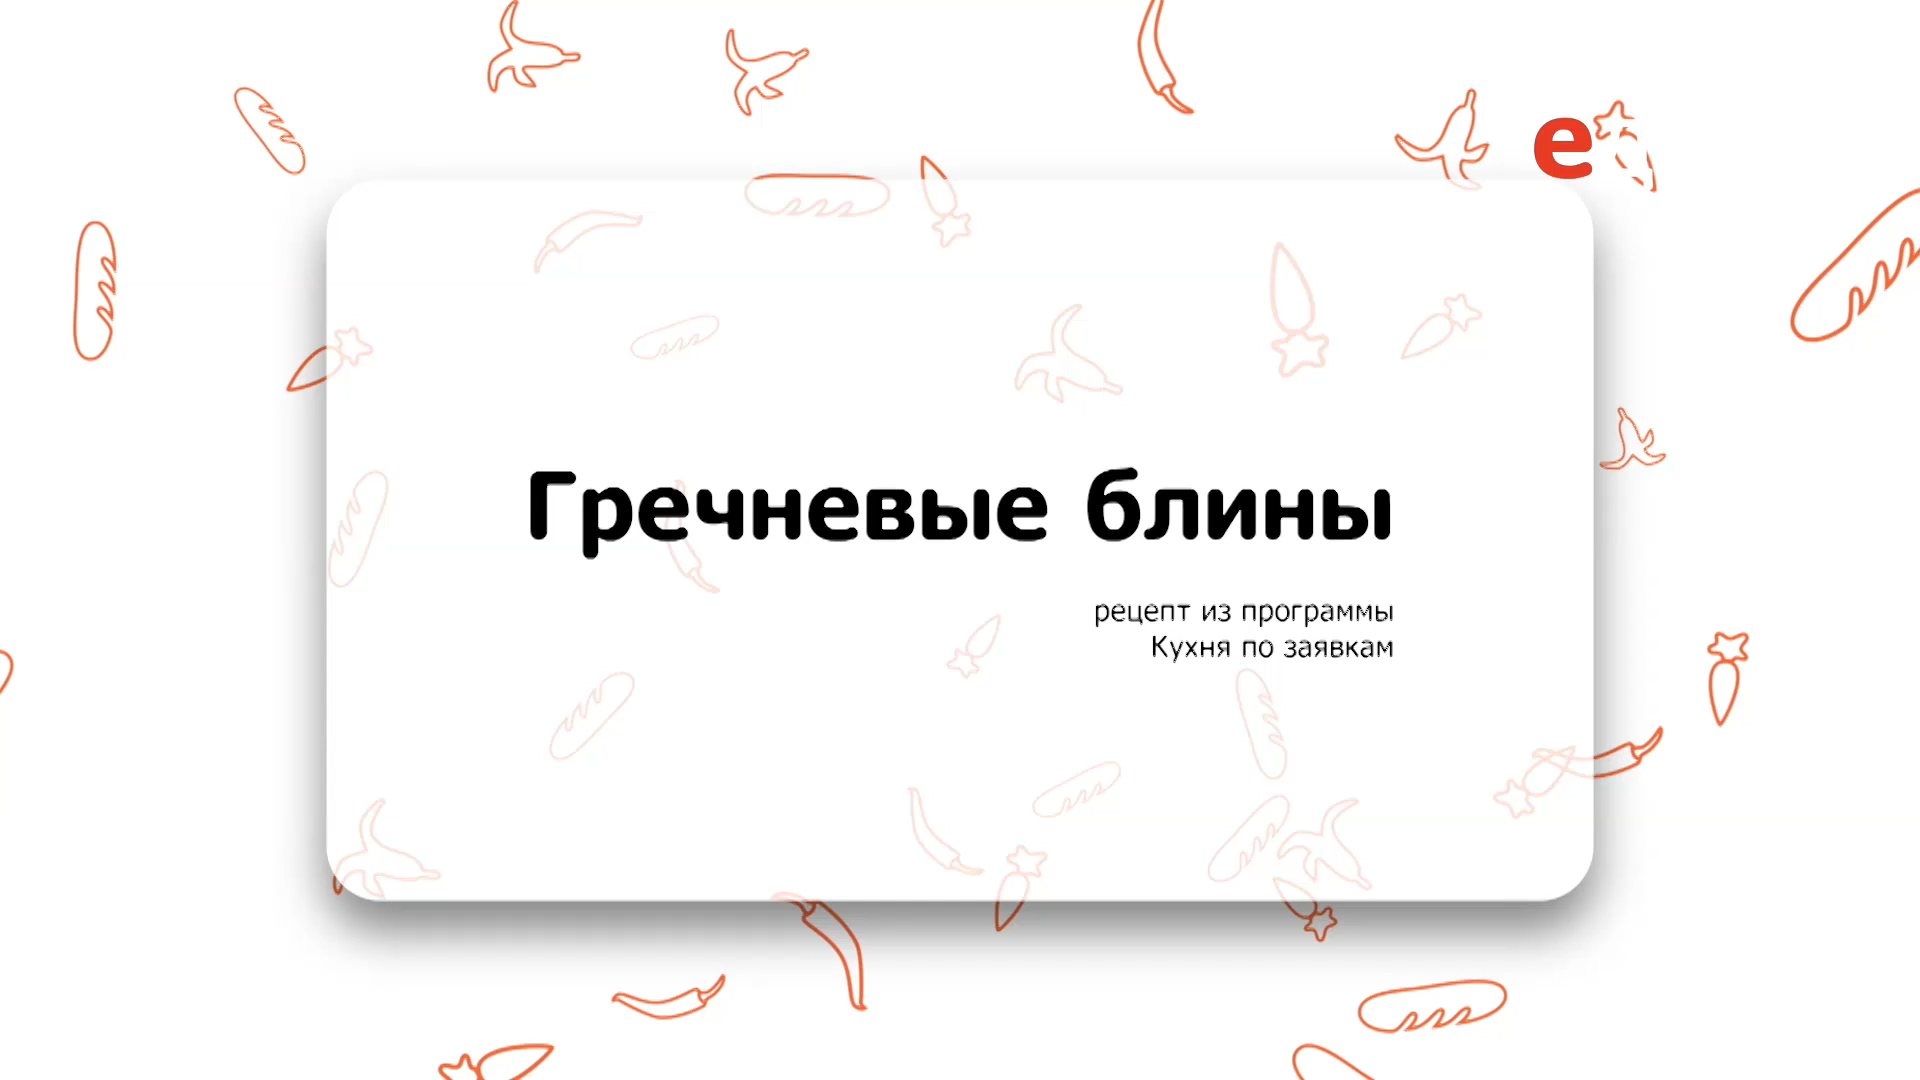 е
Гречневые блины
рецепт из программы
Кухня по заявкам